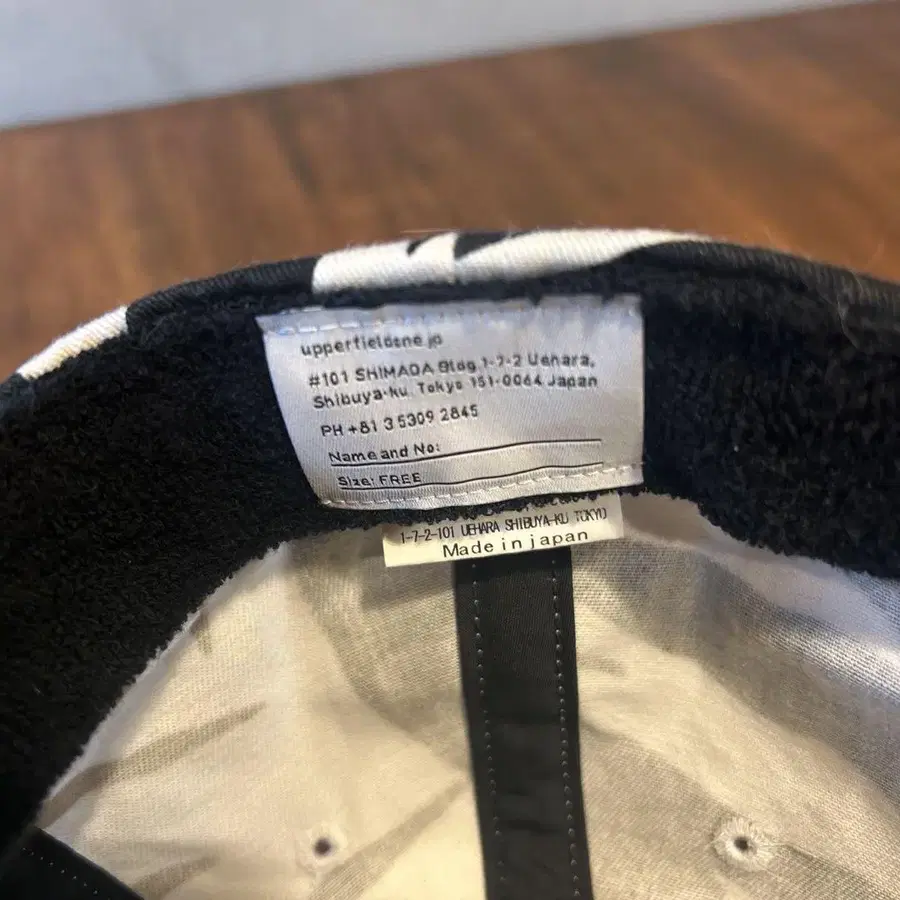 upperfieldene.jp
#101 SHIMADA Bldg 1-7-2 Uehara,
Shibuya-ku Tokyo 151-0064 Japan
PH +81 3 5309 2845
Name and No:
Size: FREE
1-7-2-101 UEHARA SHIBUYA-KU TOKYO
Made in japan